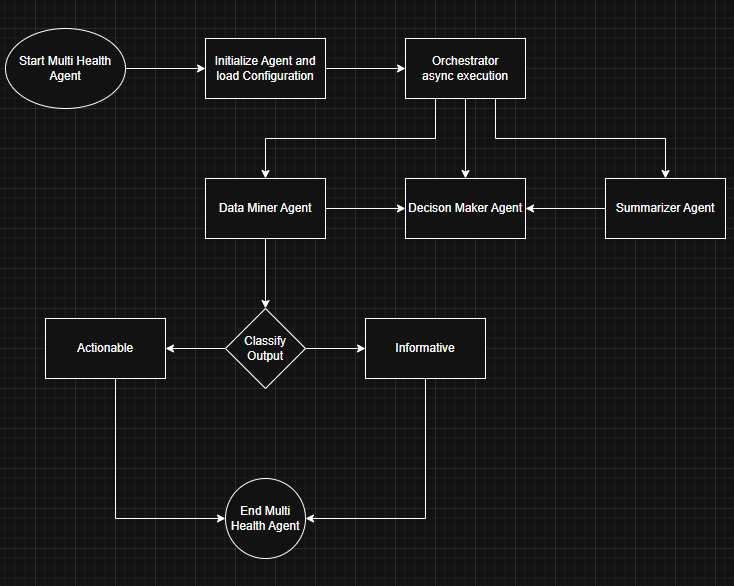 Start Multi Health
Agent
Initialize Agent and
load Configuration
Orchestrator
async execution
Data Miner Agent
Decison Maker Agent
Summarizer Agent
Actionable
Classify
Output
Informative
End Multi
Health Agent